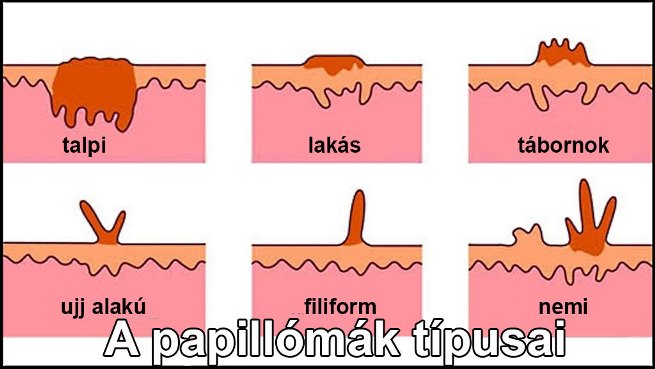 talpi
lakás
tábornok
ujj alakú
filiform
nemi
A papillómák típusai